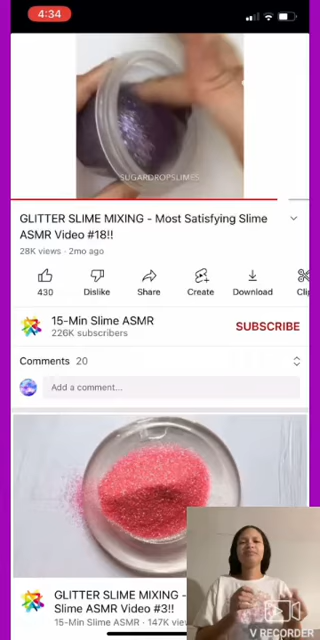 4:34
SUGARDROPSLIMES
GLITTER SLIME MIXING - Most Satisfying Slime
ASMR Video #18!!
28K views · 2mo ago
430
Dislike
Share
Create
Download
Clip
15-Min Slime ASMR
226K subscribers
SUBSCRIBE
Comments 20
Add a comment...
GLITTER SLIME MIXING -
Slime ASMR Video #3!!
15-Min Slime ASMR · 147K vie
V RECORDER